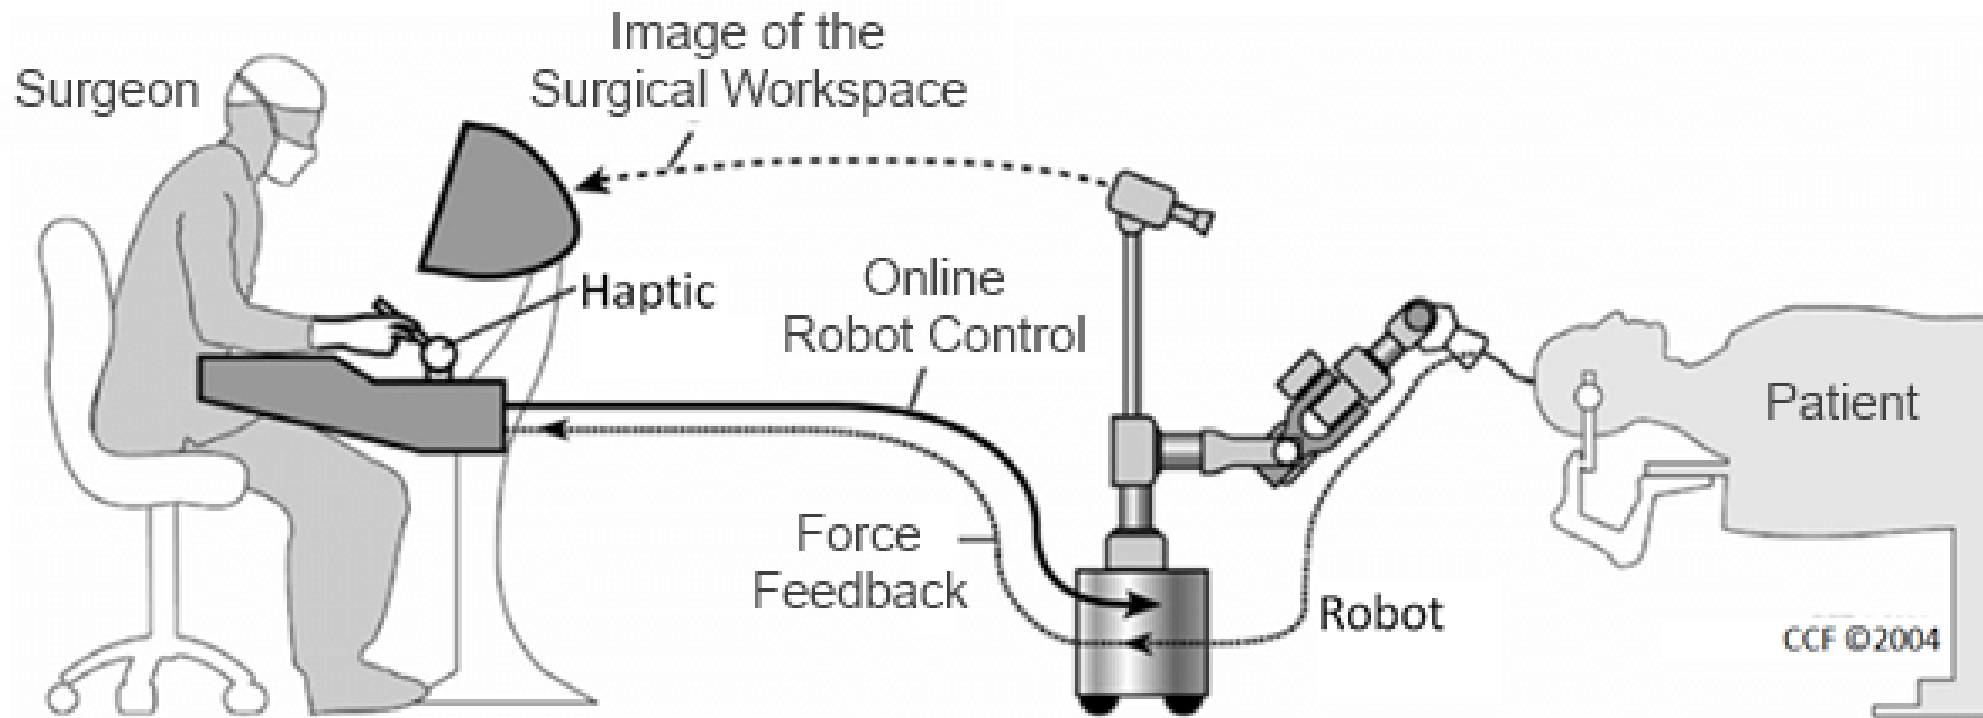 Image of the
Surgical Workspace
Surgeon
Haptic
Online
Robot Control
Patient
Force
Feedback
Robot
CCF ©2004